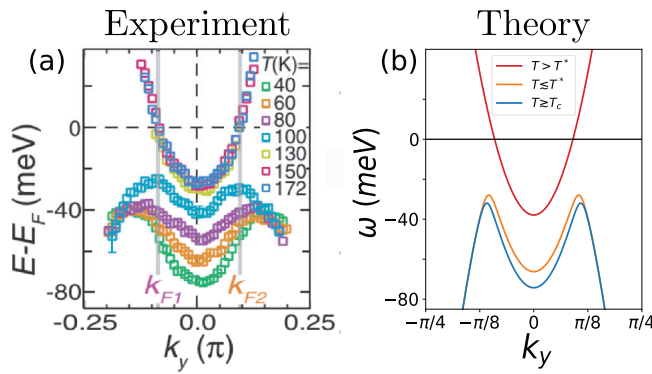 Experiment
Theory
(a)
T(K)=
40
60
80
100
130
150
172
0
-40
-80
E-E_F (meV)
k_F1
k_F2
-0.25
0.0
0.25
k_y (π)
(b)
T > T*
T ≲ T*
T ≳ T_c
0
−40
−80
ω (meV)
−π/4
−π/8
0
π/8
π/4
k_y